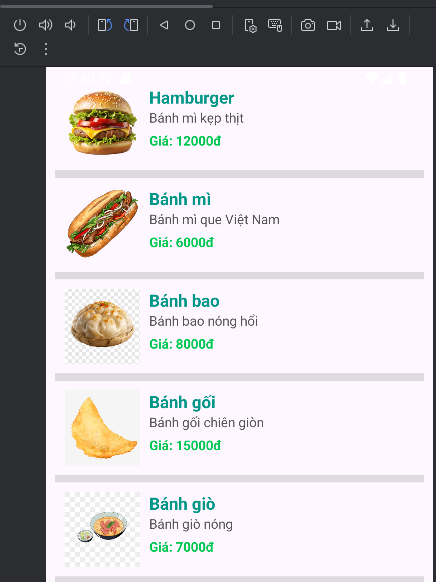 Hamburger
Bánh mì kẹp thịt
Giá: 12000đ
Bánh mì
Bánh mì que Việt Nam
Giá: 6000đ
Bánh bao
Bánh bao nóng hổi
Giá: 8000đ
Bánh gối
Bánh gối chiên giòn
Giá: 15000đ
Bánh giò
Bánh giò nóng
Giá: 7000đ